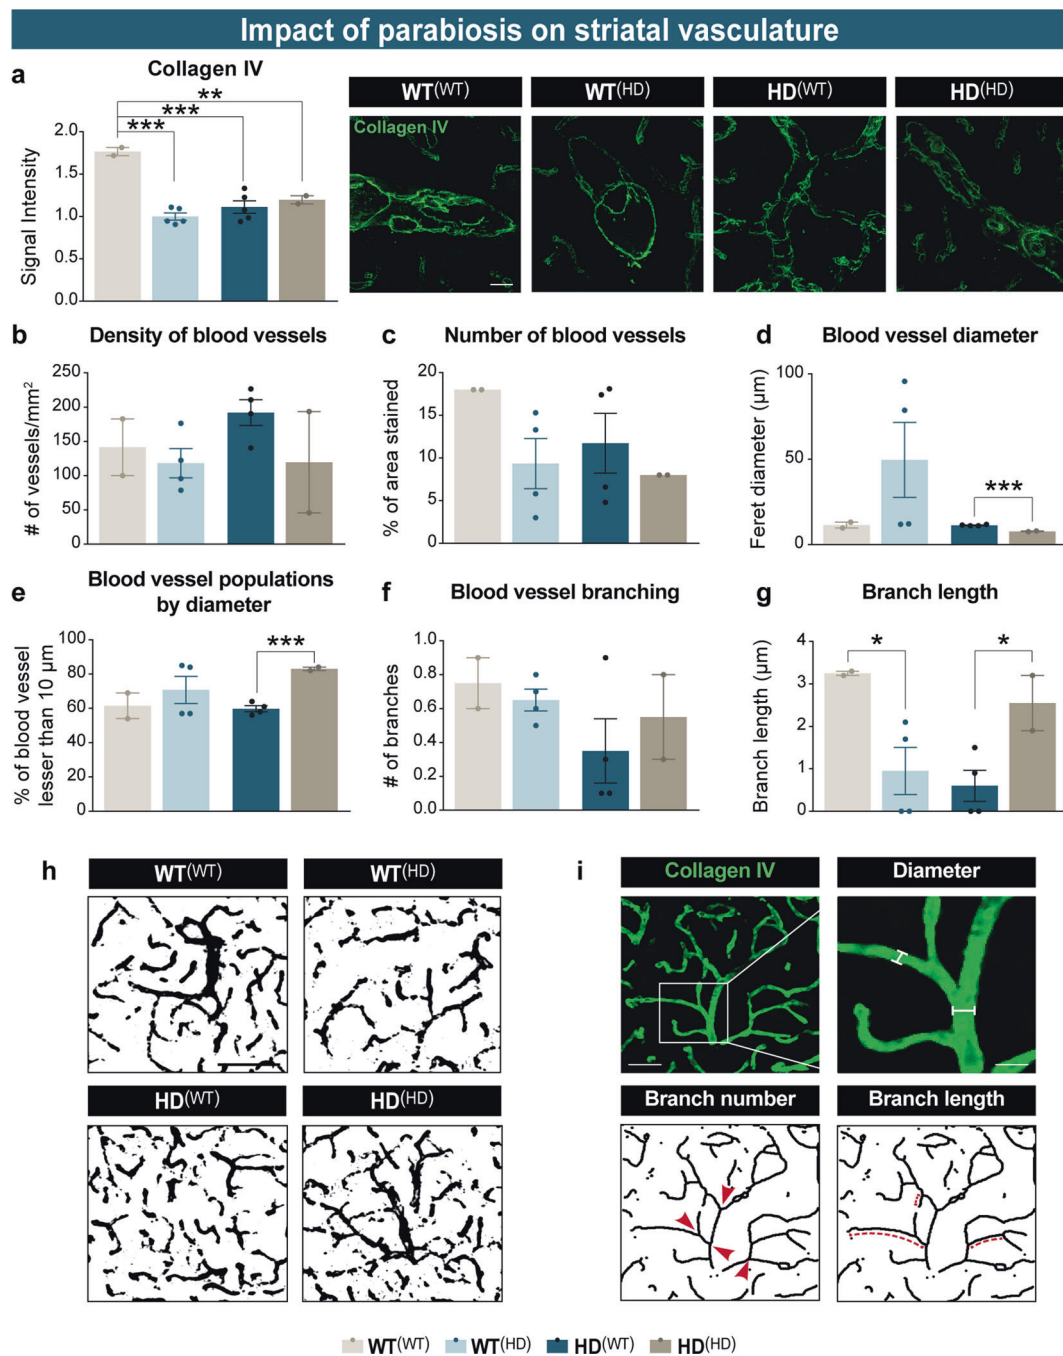 Impact of parabiosis on striatal vasculature
a
Collagen IV
**
***
***
Signal Intensity
2.0
1.5
1.0
0.5
0.0
WT(WT)
WT(HD)
HD(WT)
HD(HD)
Collagen IV
b
Density of blood vessels
# of vessels/mm²
250
200
150
100
50
0
c
Number of blood vessels
% of area stained
20
15
10
5
0
d
Blood vessel diameter
Feret diameter (µm)
100
50
0
***
e
Blood vessel populations
by diameter
% of blood vessel
lesser than 10 µm
100
80
60
40
20
0
***
f
Blood vessel branching
# of branches
1.0
0.8
0.6
0.4
0.2
0.0
g
Branch length
Branch length (µm)
4
3
2
1
0
*
*
h
WT(WT)
WT(HD)
HD(WT)
HD(HD)
i
Collagen IV
Diameter
Branch number
Branch length
WT(WT)
WT(HD)
HD(WT)
HD(HD)